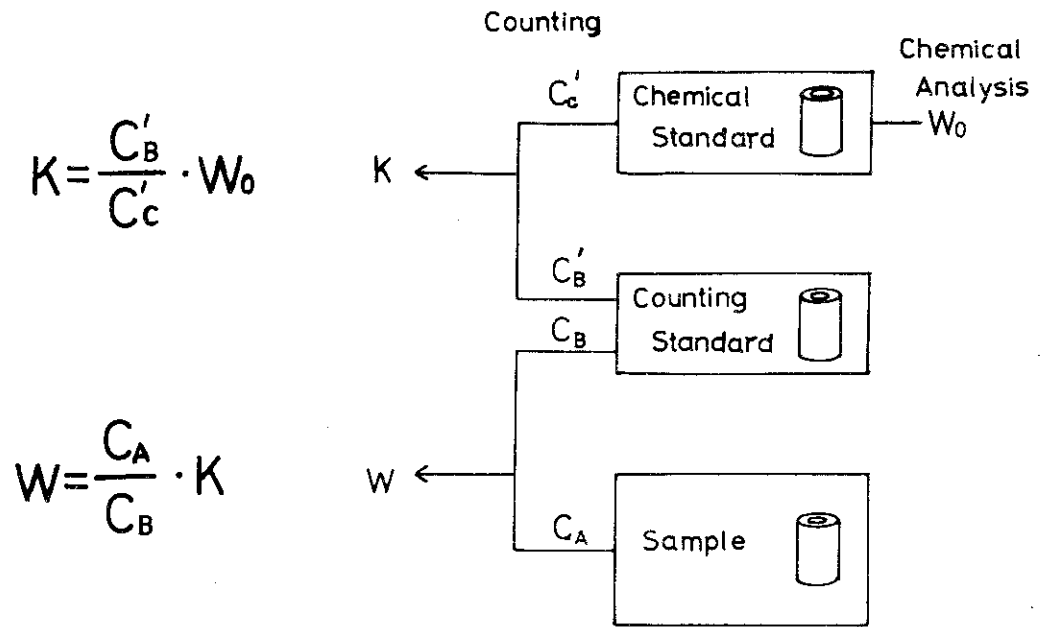 Counting
Chemical
Analysis
C'c
Chemical
Standard
W₀
K = C'B / C'c · W₀
K
C'B
Counting
Standard
CB
W = CA / CB · K
W
CA
Sample